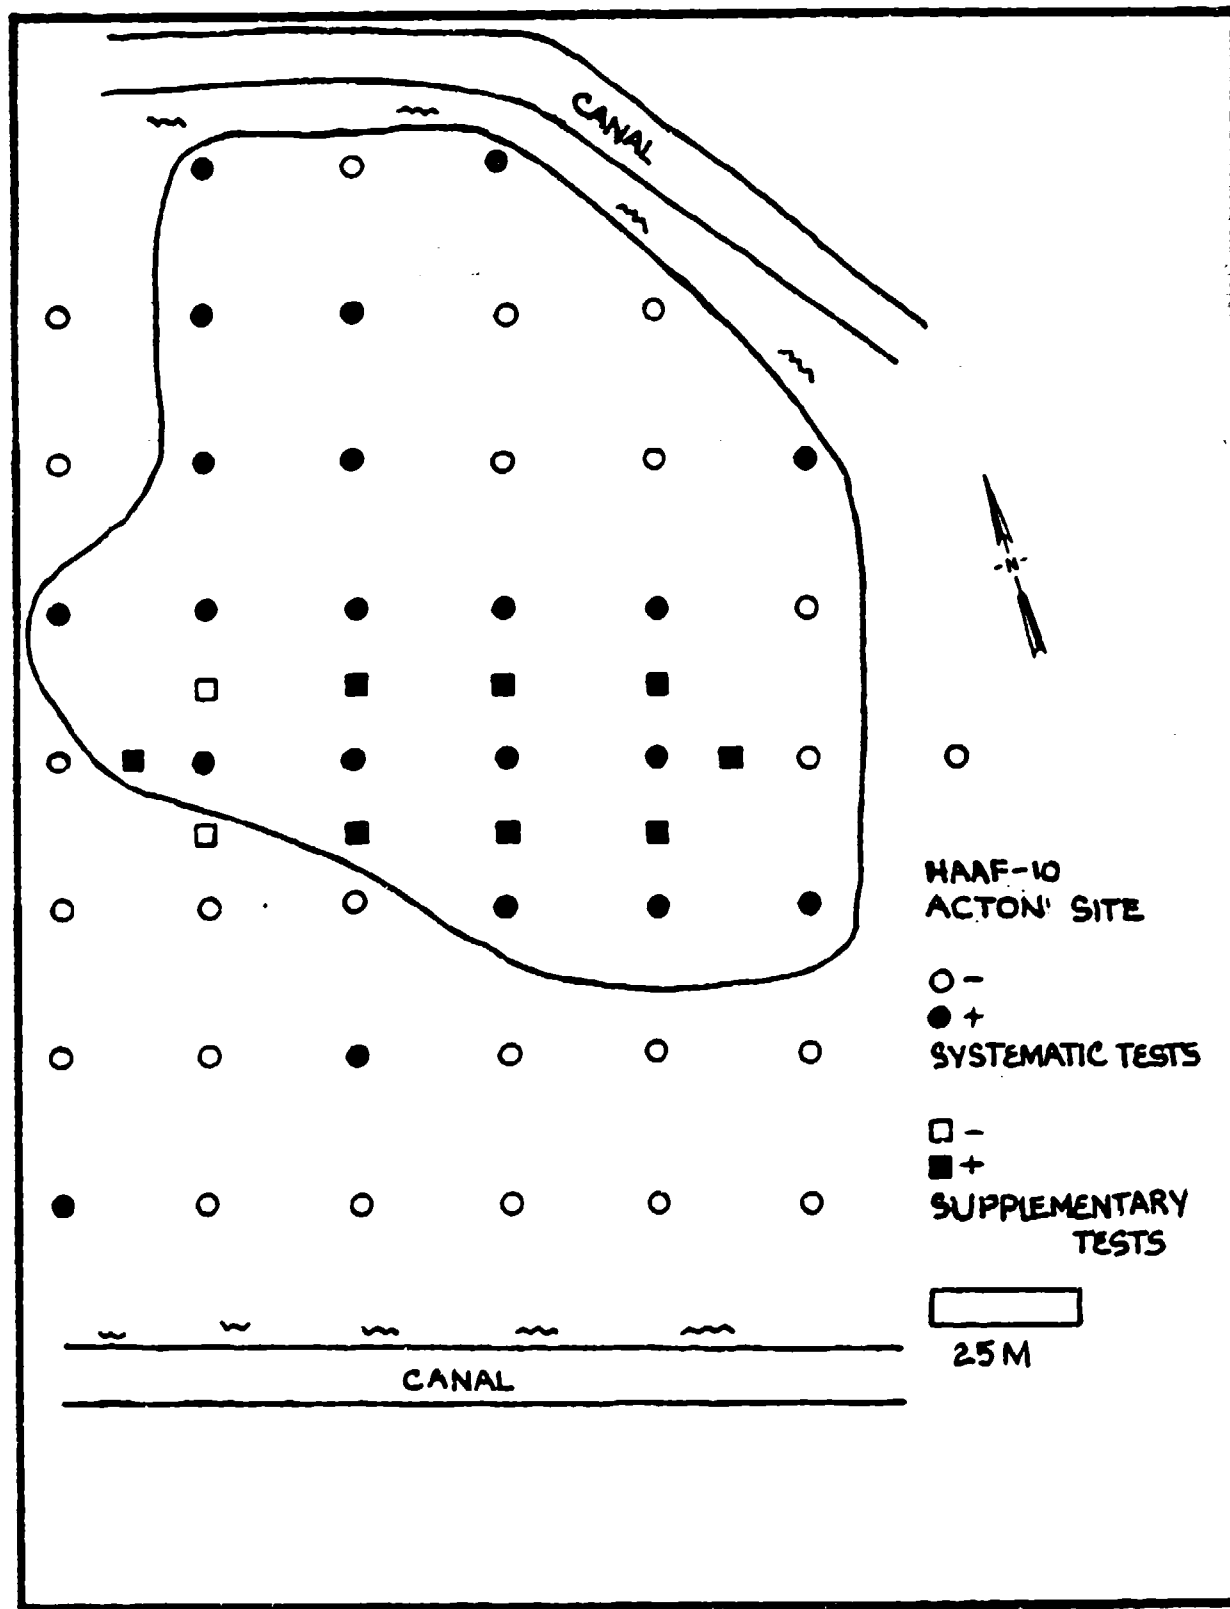 CANAL
-N-
HAAF-10
ACTON' SITE
○ -
● +
SYSTEMATIC TESTS
□ -
■ +
SUPPLEMENTARY
TESTS
25 M
CANAL